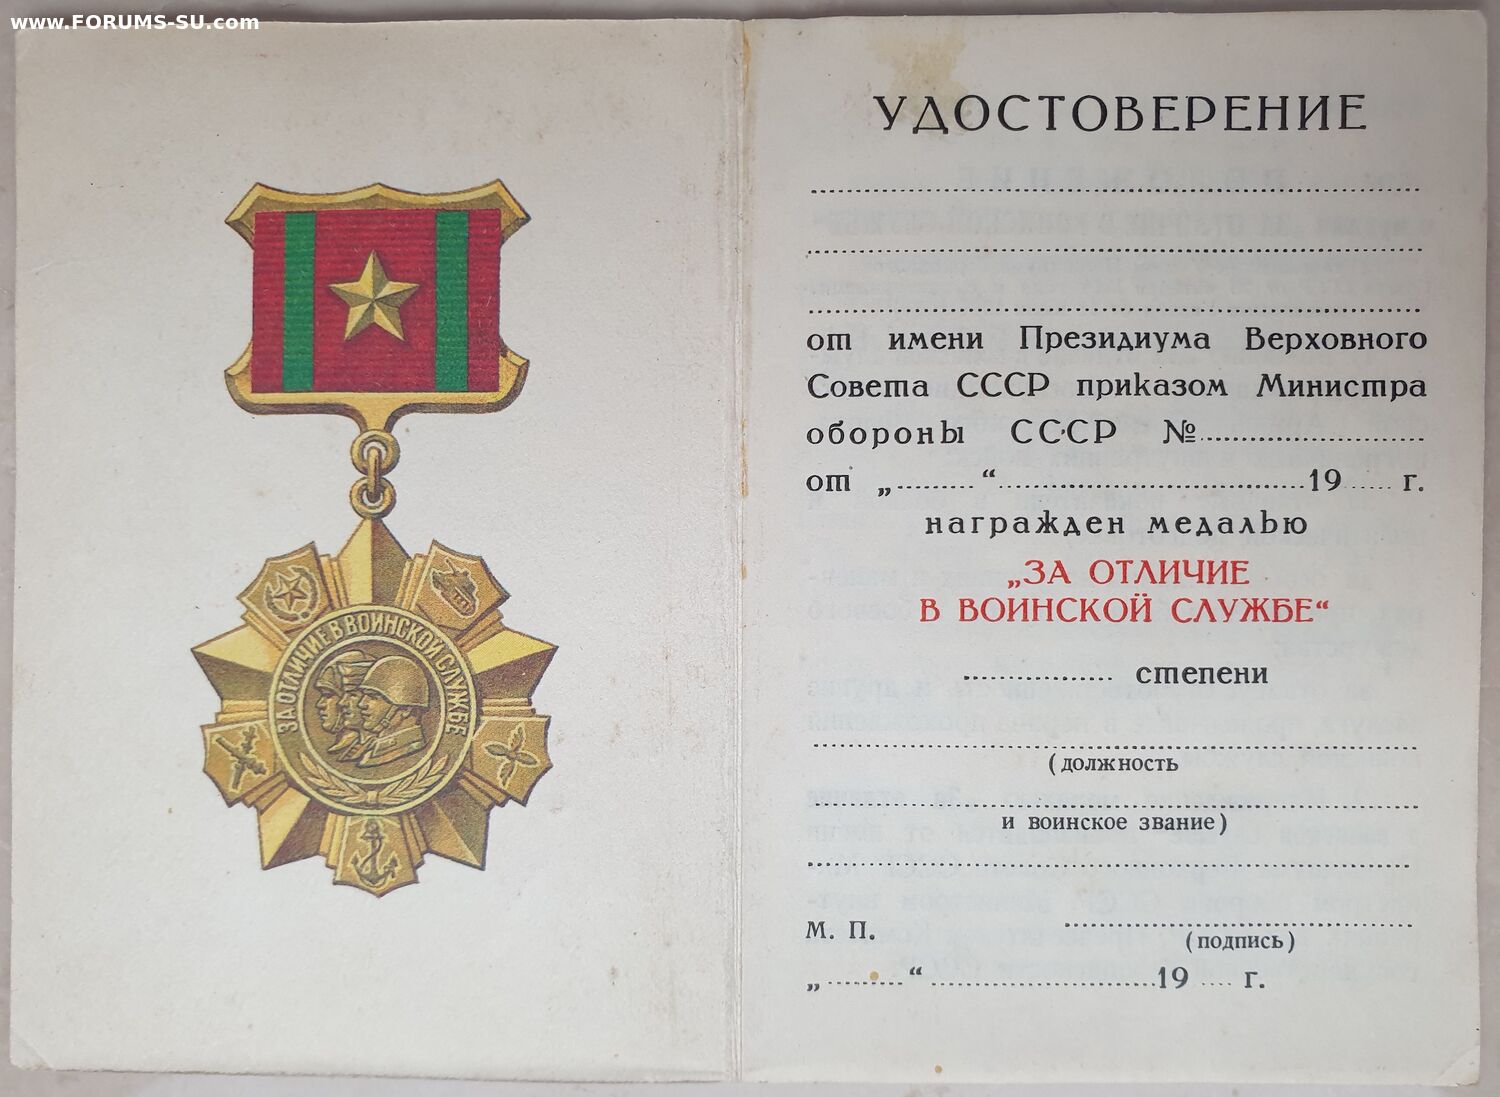 www.FORUMS-SU.com
ЗА ОТЛИЧИЕ В ВОИНСКОЙ СЛУЖБЕ
УДОСТОВЕРЕНИЕ
от имени Президиума Верховного
Совета СССР приказом Министра
обороны СССР №
от „ “ 19 г.
награжден медалью
„ЗА ОТЛИЧИЕ
В ВОИНСКОЙ СЛУЖБЕ“
степени
(должность
и воинское звание)
М. П.
(подпись)
„ “ 19 г.